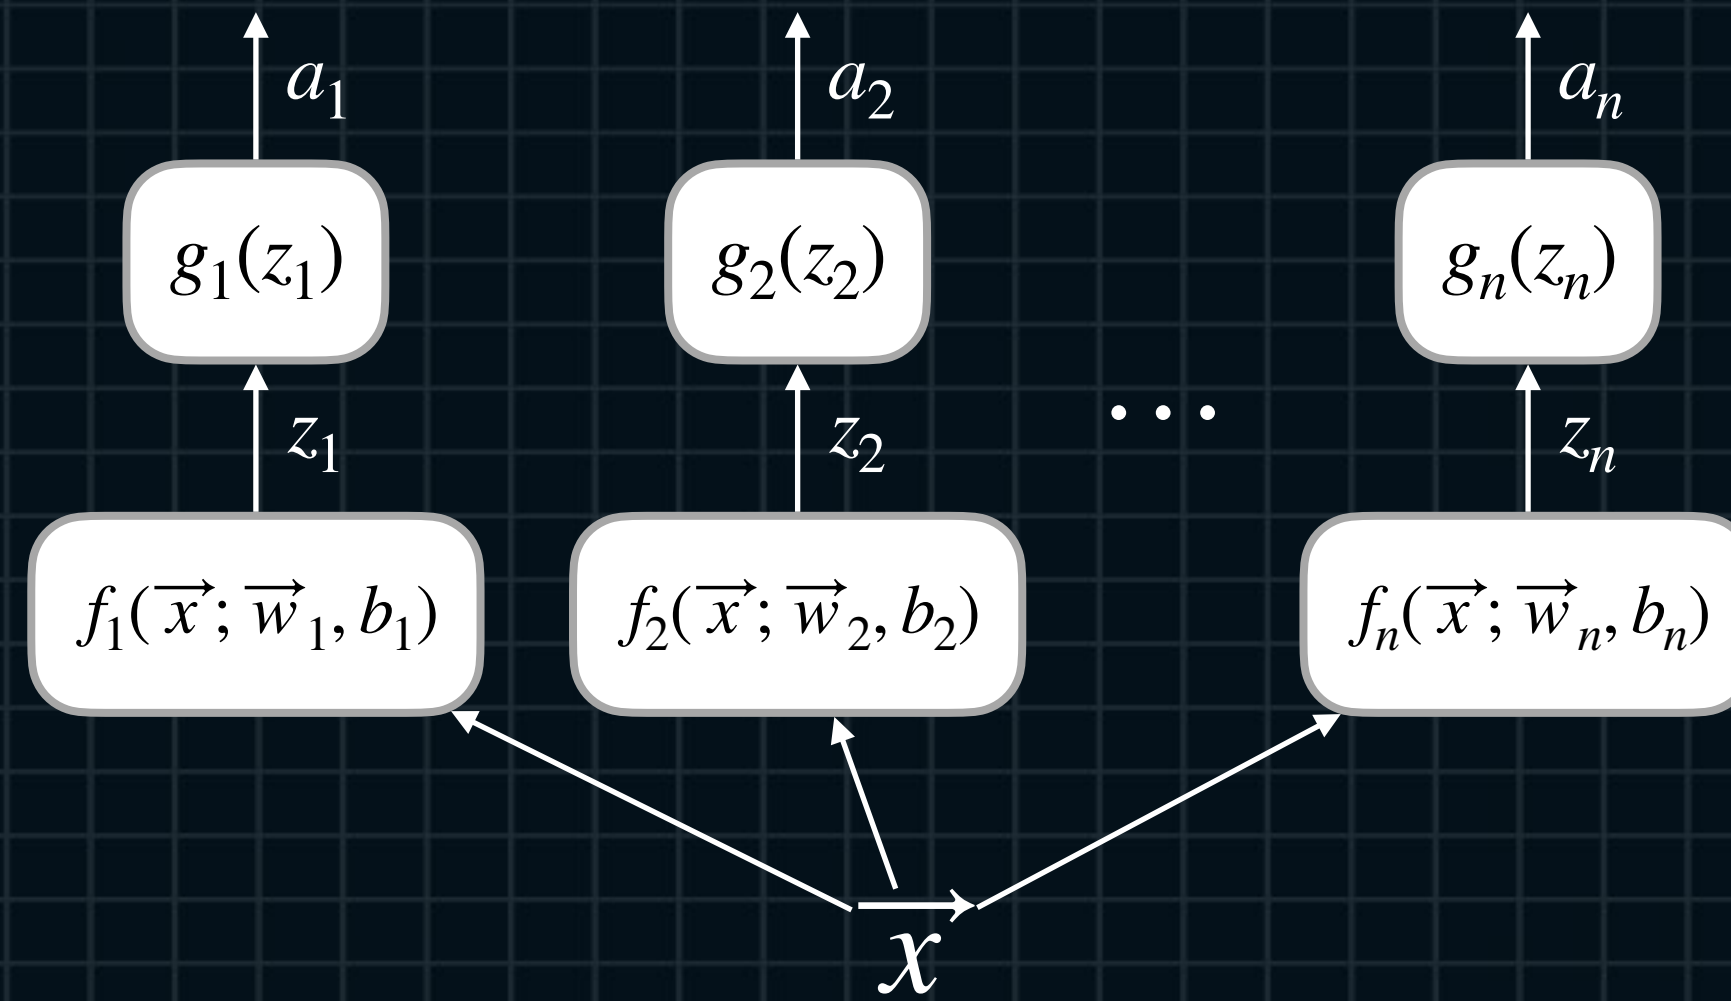 a₁ a₂ aₙ
g₁(z₁) g₂(z₂) gₙ(zₙ)
...
z₁ z₂ zₙ
f₁(x⃗; w⃗₁, b₁) f₂(x⃗; w⃗₂, b₂) fₙ(x⃗; w⃗ₙ, bₙ)
x⃗